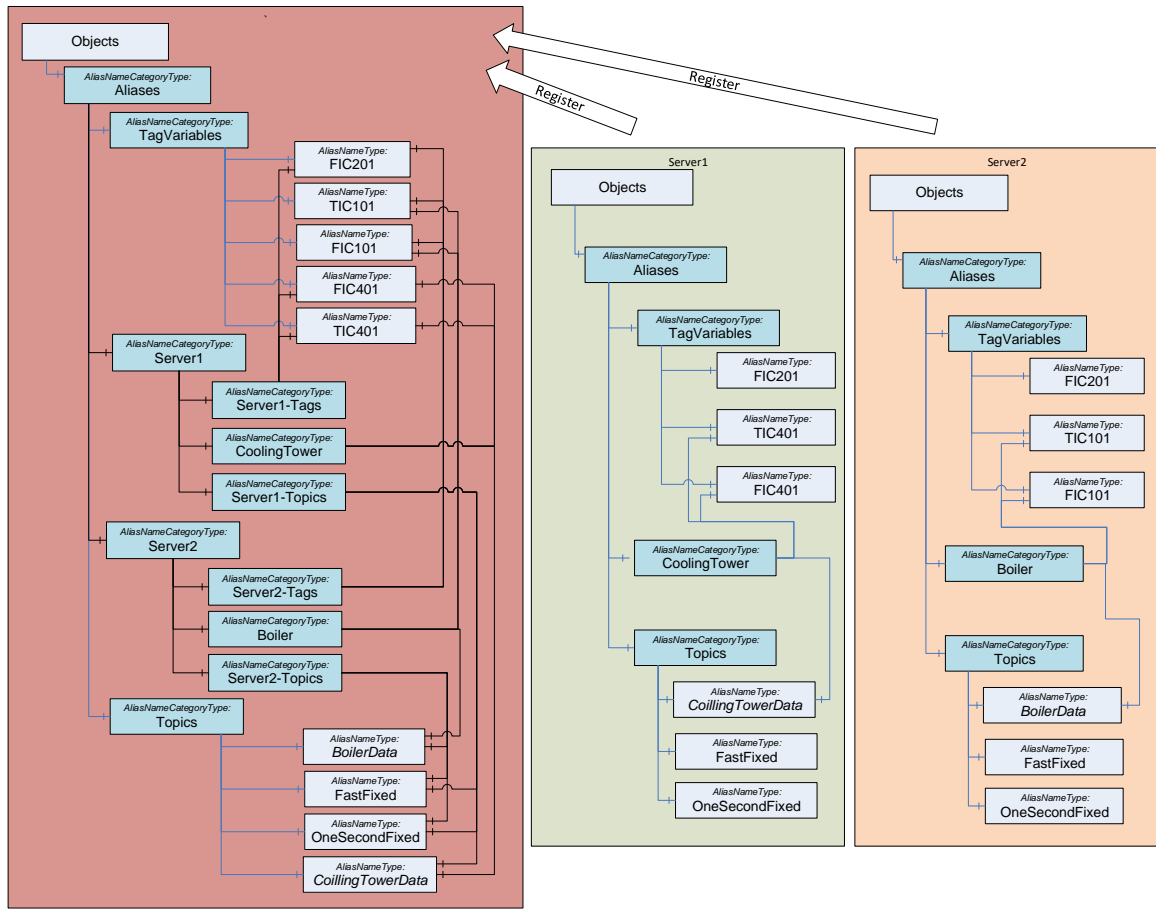 Objects
AliasNameCategoryType:
Aliases
AliasNameCategoryType:
TagVariables
AliasNameType:
FIC201
AliasNameType:
TIC101
AliasNameType:
FIC101
AliasNameType:
FIC401
AliasNameType:
TIC401
AliasNameCategoryType:
Server1
AliasNameCategoryType:
Server1-Tags
AliasNameCategoryType:
CoolingTower
AliasNameCategoryType:
Server1-Topics
AliasNameCategoryType:
Server2
AliasNameCategoryType:
Server2-Tags
AliasNameCategoryType:
Boiler
AliasNameCategoryType:
Server2-Topics
AliasNameCategoryType:
Topics
AliasNameType:
BoilerData
AliasNameType:
FastFixed
AliasNameType:
OneSecondFixed
AliasNameType:
CoillingTowerData
Register
Register
Server1
Objects
AliasNameCategoryType:
Aliases
AliasNameCategoryType:
TagVariables
AliasNameType:
FIC201
AliasNameType:
TIC401
AliasNameType:
FIC401
AliasNameCategoryType:
CoolingTower
AliasNameCategoryType:
Topics
AliasNameType:
CoillingTowerData
AliasNameType:
FastFixed
AliasNameType:
OneSecondFixed
Server2
Objects
AliasNameCategoryType:
Aliases
AliasNameCategoryType:
TagVariables
AliasNameType:
FIC201
AliasNameType:
TIC101
AliasNameType:
FIC101
AliasNameCategoryType:
Boiler
AliasNameCategoryType:
Topics
AliasNameType:
BoilerData
AliasNameType:
FastFixed
AliasNameType:
OneSecondFixed